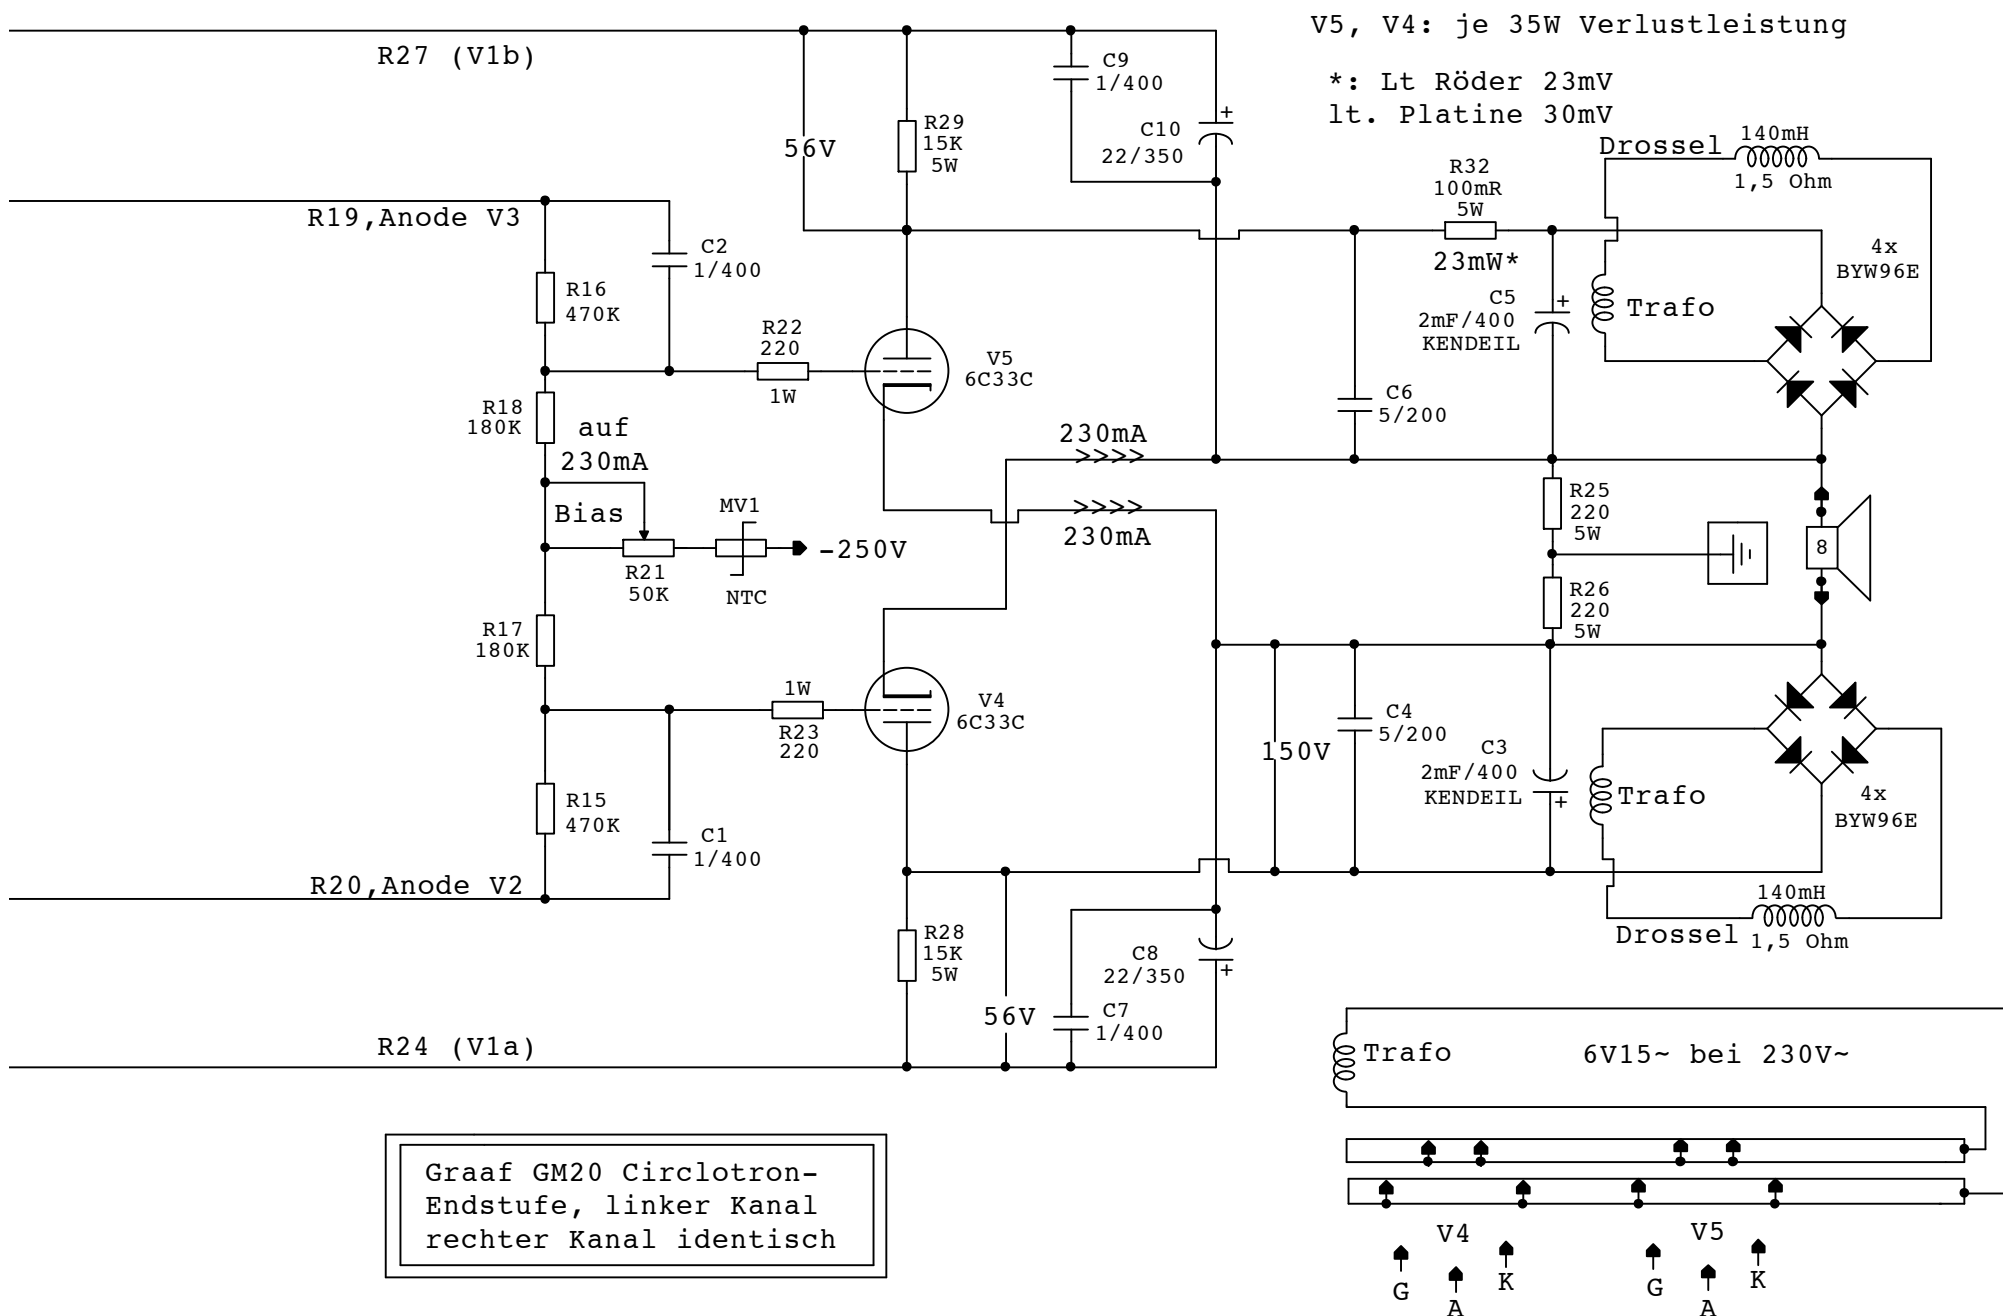 V5, V4: je 35W Verlustleistung
*: Lt Röder 23mV
lt. Platine 30mV
R27 (V1b)
C9
1/400
56V
R29
15K
5W
C10
22/350
+
Drossel
140mH
1,5 Ohm
R32
100mR
5W
23mW*
R19,Anode V3
C2
1/400
R16
470K
R22
220
1W
V5
6C33C
C5
2mF/400
KENDEIL
+
Trafo
4x
BYW96E
C6
5/200
R18
180K
auf
230mA
Bias
MV1
-250V
R21
50K
NTC
230mA
230mA
R25
220
5W
8
R26
220
5W
R17
180K
1W
R23
220
V4
6C33C
150V
C4
5/200
C3
2mF/400
KENDEIL
+
Trafo
4x
BYW96E
R15
470K
C1
1/400
R20,Anode V2
140mH
Drossel
1,5 Ohm
R28
15K
5W
C8
22/350
+
56V
C7
1/400
R24 (V1a)
Trafo
6V15~ bei 230V~
Graaf GM20 Circlotron-
Endstufe, linker Kanal
rechter Kanal identisch
V4
V5
G
A
K
G
A
K